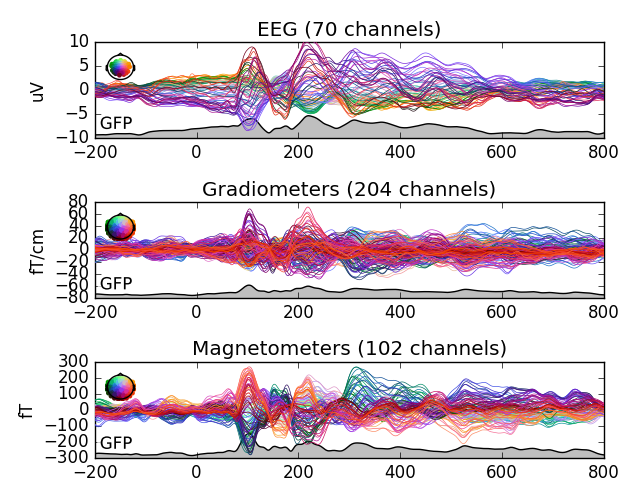 EEG (70 channels)
10
5
0
−5
−10
uV
GFP
−200 0 200 400 600 800
Gradiometers (204 channels)
80
60
40
20
0
−20
−40
−60
−80
fT/cm
GFP
−200 0 200 400 600 800
Magnetometers (102 channels)
300
200
100
0
−100
−200
−300
fT
GFP
−200 0 200 400 600 800